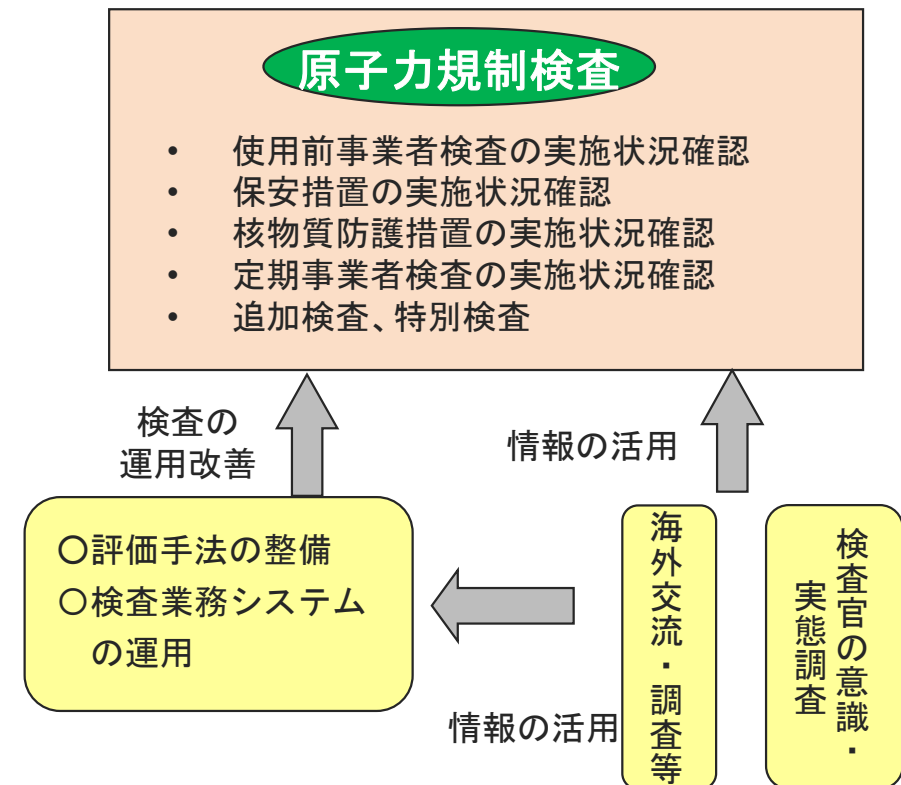 原子力規制検査
• 使用前事業者検査の実施状況確認
• 保安措置の実施状況確認
• 核物質防護措置の実施状況確認
• 定期事業者検査の実施状況確認
• 追加検査、特別検査
検査の
運用改善
情報の活用
〇評価手法の整備
〇検査業務システム
の運用
情報の活用
海外交流・調査等
検査官の意識・
実態調査